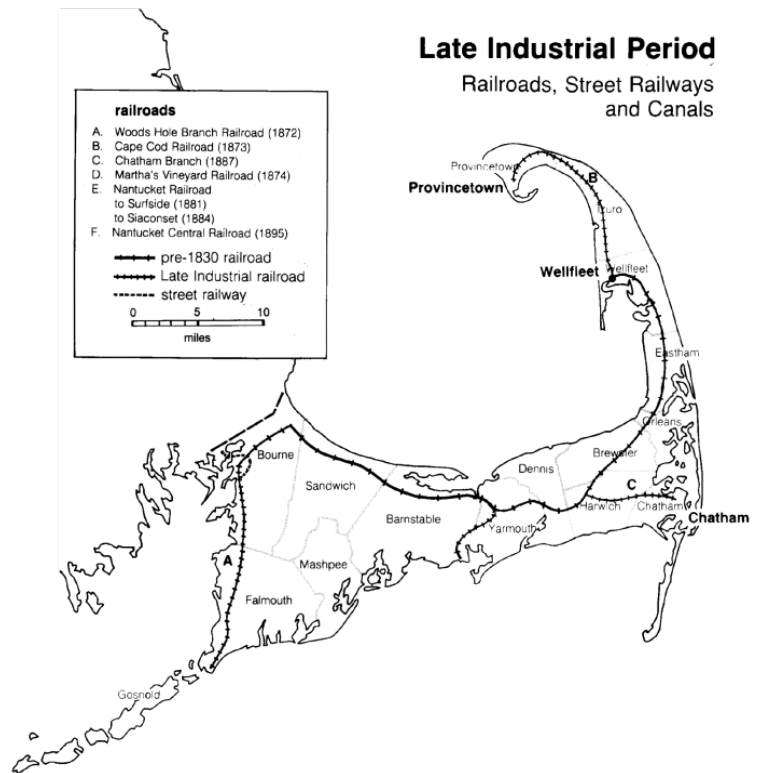 Late Industrial Period
Railroads, Street Railways
and Canals
railroads
A. Woods Hole Branch Railroad (1872)
B. Cape Cod Railroad (1873)
C. Chatham Branch (1887)
D. Martha's Vineyard Railroad (1874)
E. Nantucket Railroad
to Surfside (1881)
to Siaconset (1884)
F. Nantucket Central Railroad (1895)
pre-1830 railroad
Late Industrial railroad
street railway
0 5 10
miles
Provincetown
Provincetown
B
Truro
Wellfleet
Wellfleet
Eastham
Orleans
Bourne
Brewster
Dennis
Sandwich
C
Barnstable
Harwich
Chatham
Chatham
Yarmouth
A
Mashpee
Falmouth
Gosnold